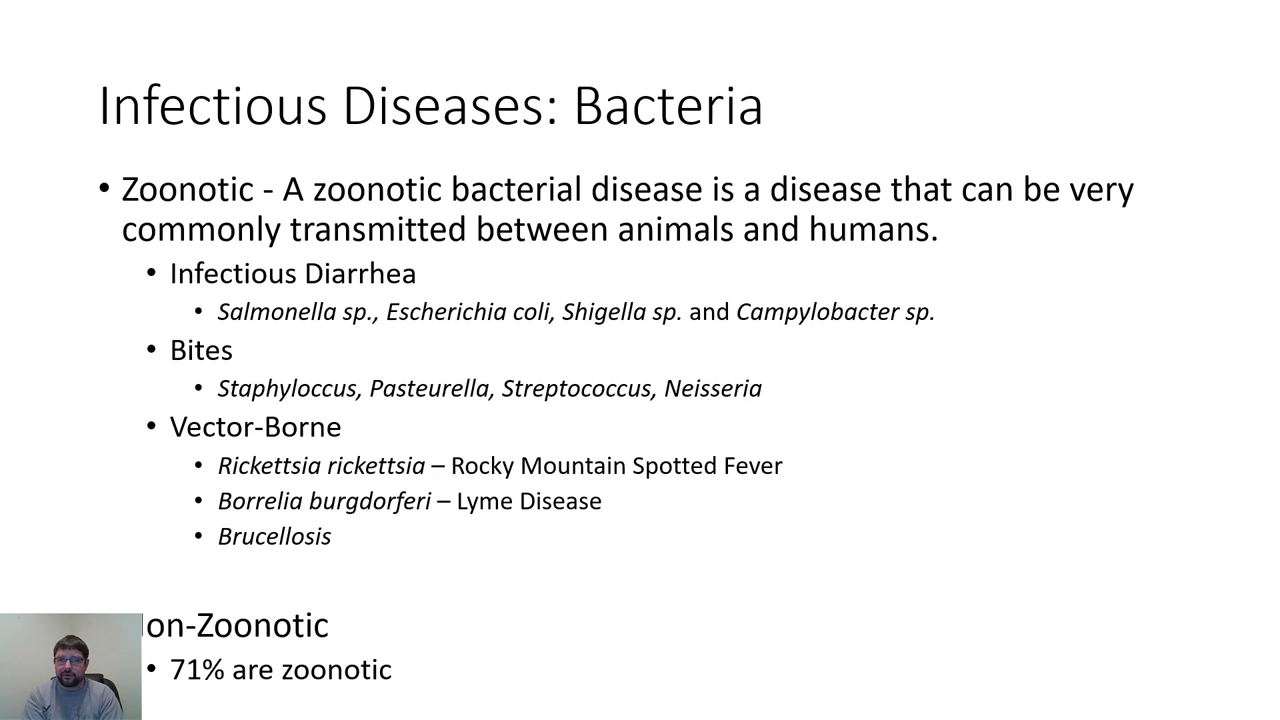 Infectious Diseases: Bacteria
• Zoonotic - A zoonotic bacterial disease is a disease that can be very
commonly transmitted between animals and humans.
• Infectious Diarrhea
• Salmonella sp., Escherichia coli, Shigella sp. and Campylobacter sp.
• Bites
• Staphyloccus, Pasteurella, Streptococcus, Neisseria
• Vector-Borne
• Rickettsia rickettsia – Rocky Mountain Spotted Fever
• Borrelia burgdorferi – Lyme Disease
• Brucellosis
on-Zoonotic
• 71% are zoonotic